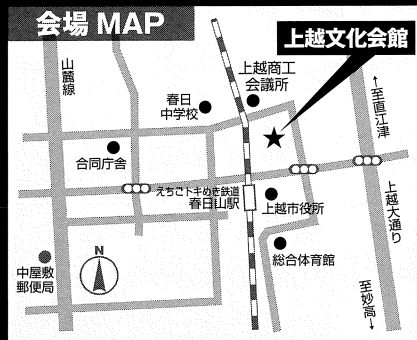 会場 MAP
上越文化会館
山麓線
春日
中学校
上越商工
会議所
←至直江津
合同庁舎
えちごトキめき鉄道
春日山駅
上越市役所
上越大通り
総合体育館
中屋敷
郵便局
N
至妙高→